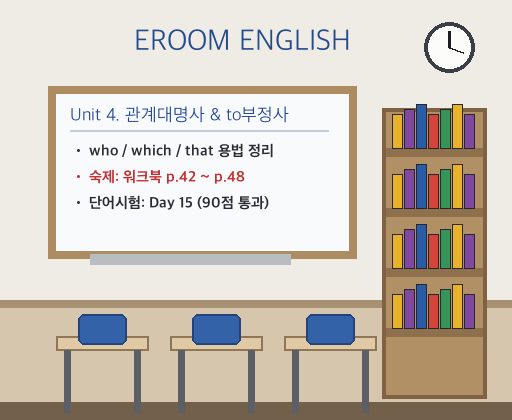 EROOM ENGLISH
Unit 4. 관계대명사 & to부정사
• who / which / that 용법 정리
• 숙제: 워크북 p.42 ~ p.48
• 단어시험: Day 15 (90점 통과)